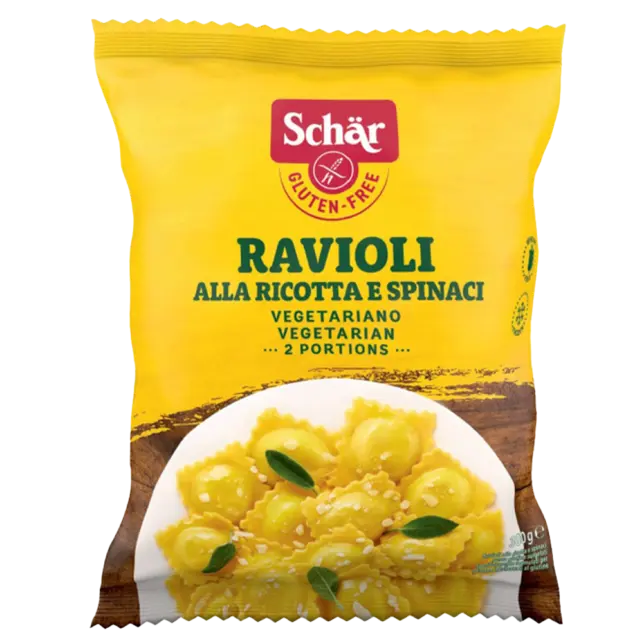 Schär
GLUTEN-FREE
RAVIOLI
ALLA RICOTTA E SPINACI
VEGETARIANO
VEGETARIAN
... 2 PORTIONS ...